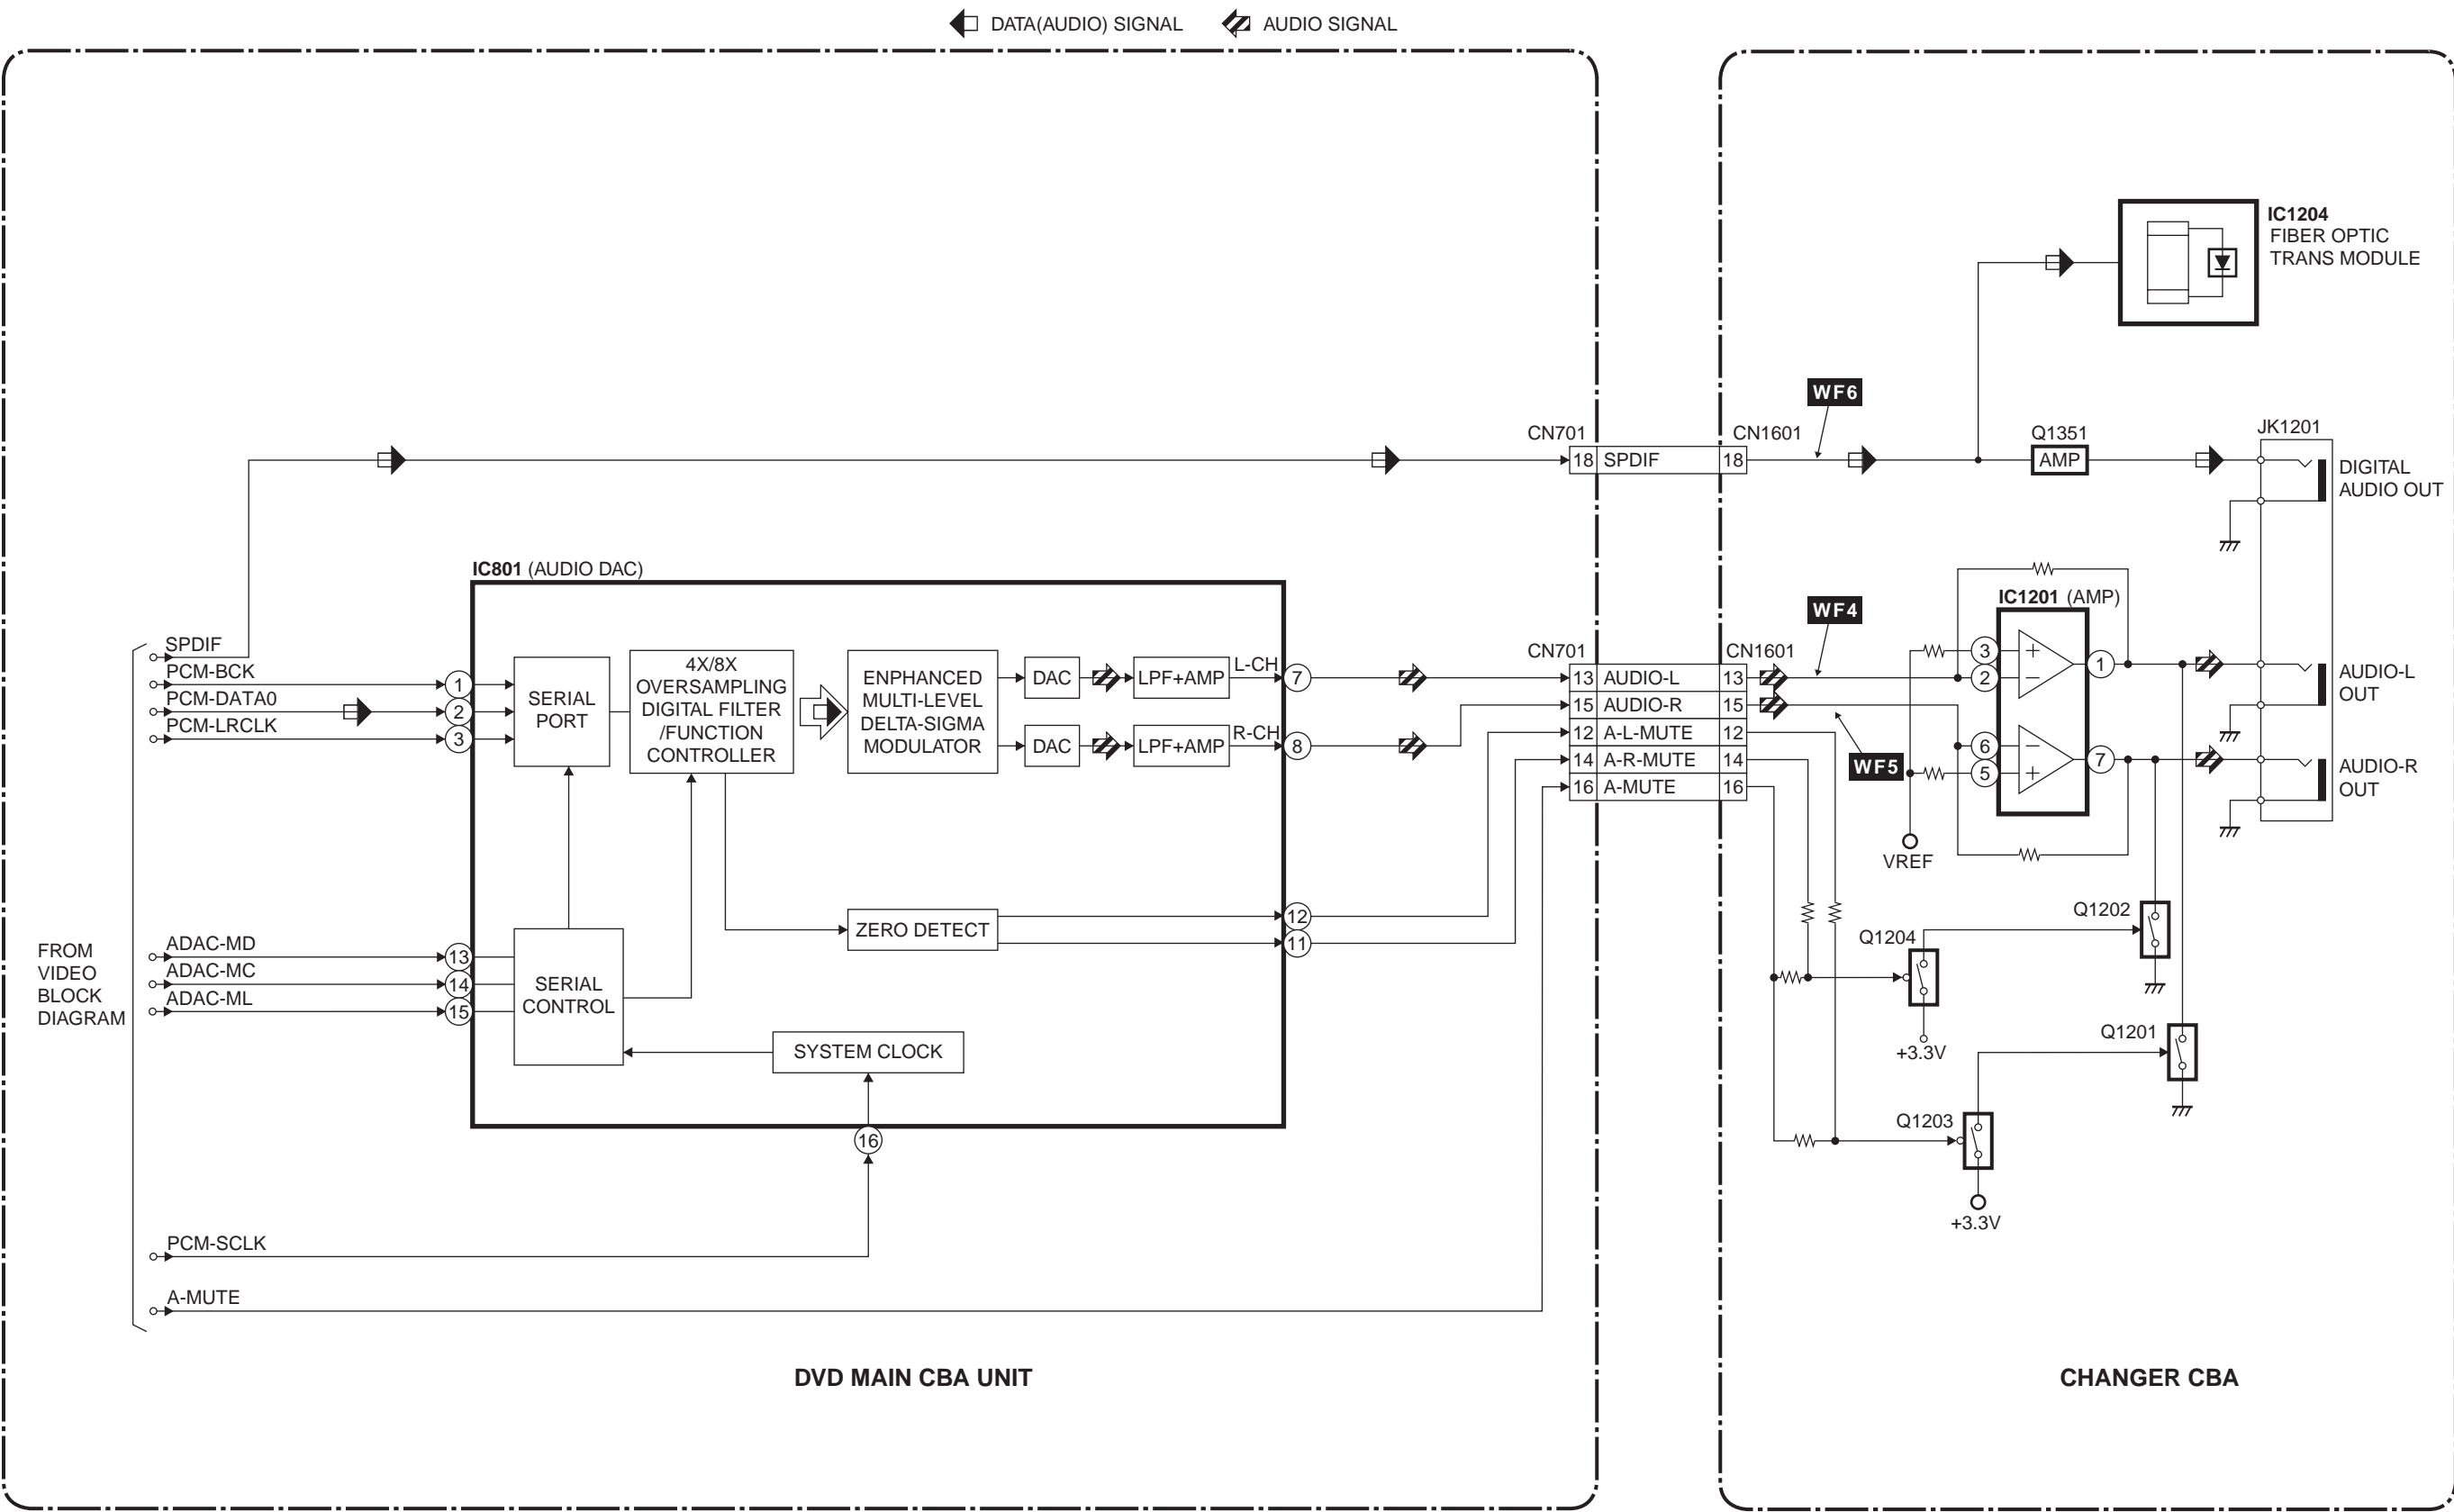 DATA(AUDIO) SIGNAL
AUDIO SIGNAL
IC1204
FIBER OPTIC
TRANS MODULE
WF6
CN701
CN1601
Q1351
JK1201
18 SPDIF 18
AMP
DIGITAL
AUDIO OUT
IC801 (AUDIO DAC)
WF4
IC1201 (AMP)
SPDIF
PCM-BCK
PCM-DATA0
PCM-LRCLK
1
2
3
SERIAL
PORT
4X/8X
OVERSAMPLING
DIGITAL FILTER
/FUNCTION
CONTROLLER
ENPHANCED
MULTI-LEVEL
DELTA-SIGMA
MODULATOR
DAC
LPF+AMP
L-CH
7
DAC
LPF+AMP
R-CH
8
CN701
CN1601
13 AUDIO-L 13
15 AUDIO-R 15
12 A-L-MUTE 12
14 A-R-MUTE 14
16 A-MUTE 16
WF5
3
+
2
−
1
6
−
5
+
7
AUDIO-L
OUT
AUDIO-R
OUT
VREF
FROM
VIDEO
BLOCK
DIAGRAM
ADAC-MD
ADAC-MC
ADAC-ML
13
14
15
SERIAL
CONTROL
ZERO DETECT
12
11
SYSTEM CLOCK
16
Q1202
Q1204
+3.3V
Q1201
Q1203
+3.3V
PCM-SCLK
A-MUTE
DVD MAIN CBA UNIT
CHANGER CBA